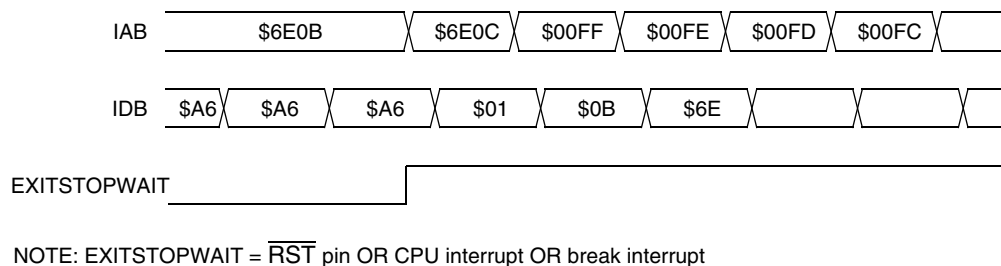 IAB $6E0B $6E0C $00FF $00FE $00FD $00FC
IDB $A6 $A6 $A6 $01 $0B $6E
EXITSTOPWAIT
NOTE: EXITSTOPWAIT = R̅S̅T̅ pin OR CPU interrupt OR break interrupt